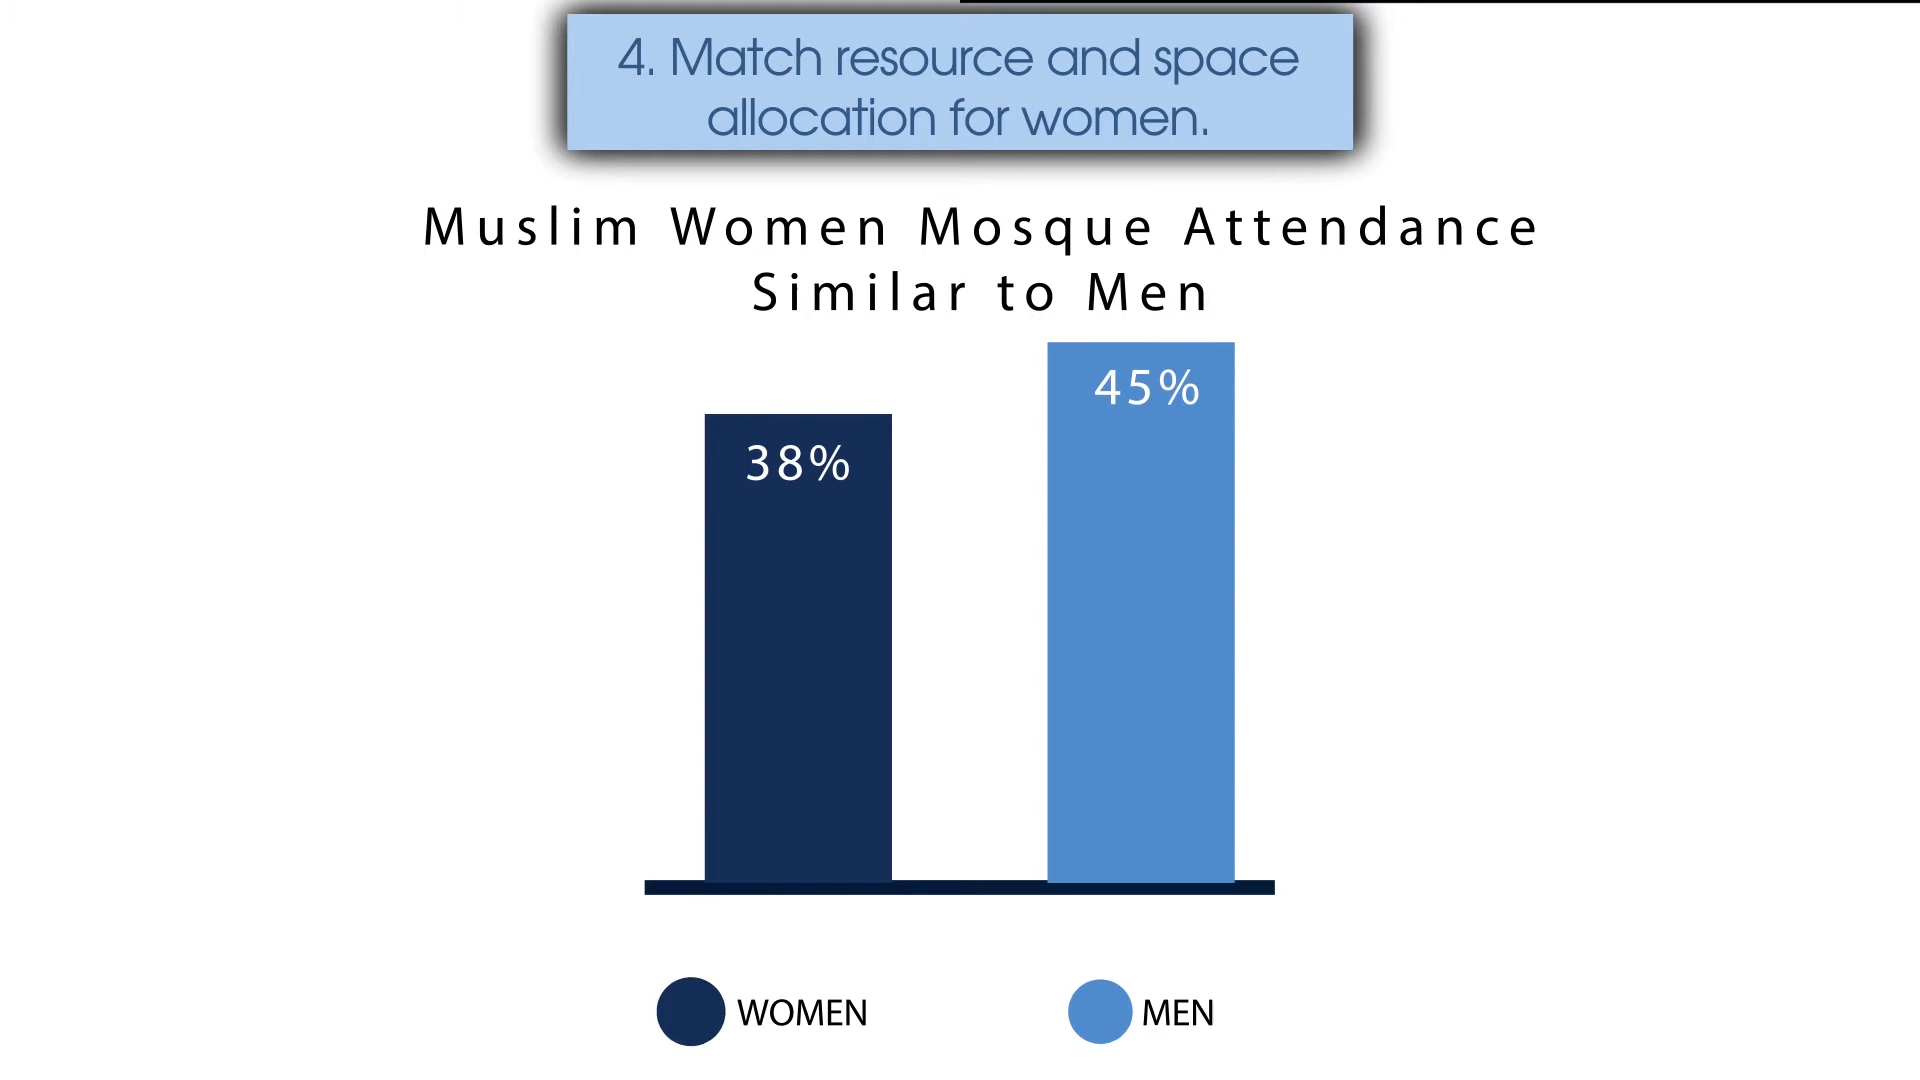 4. Match resource and space
allocation for women.
Muslim Women Mosque Attendance
Similar to Men
45%
38%
WOMEN
MEN